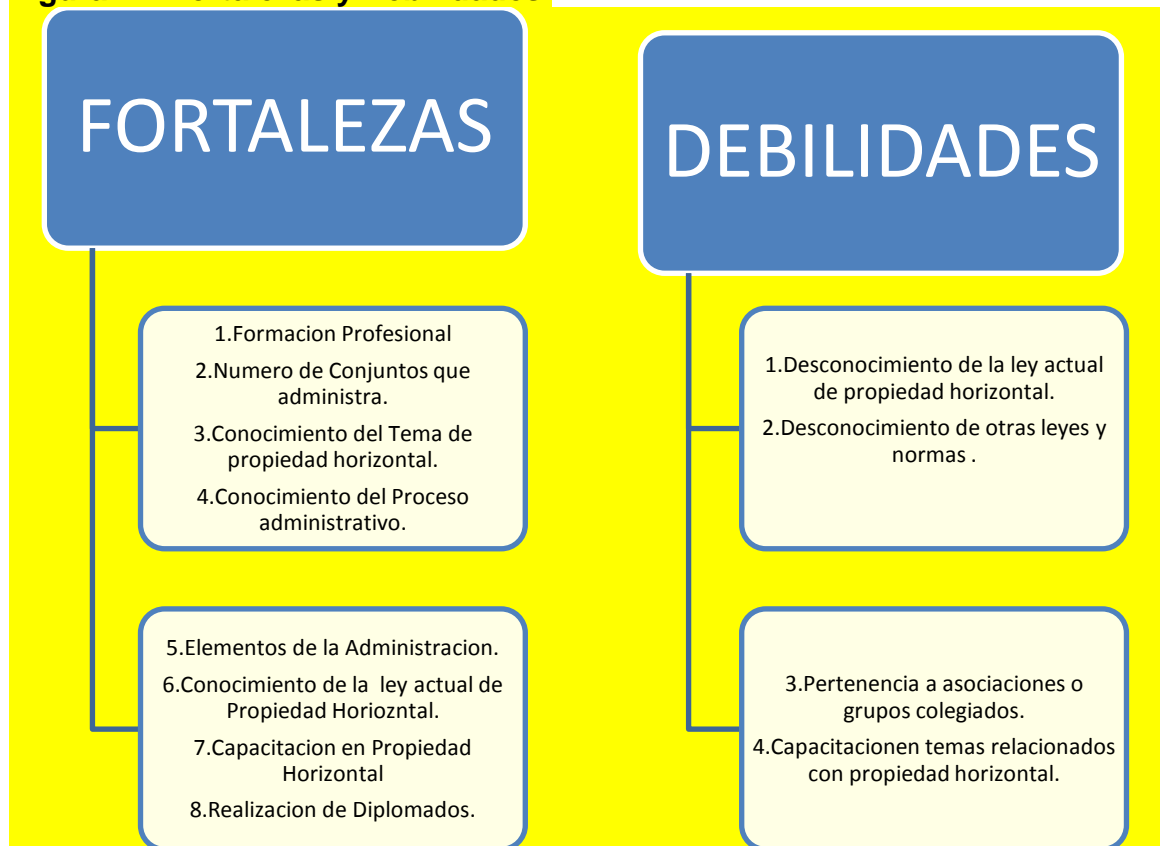 FORTALEZAS
1.Formacion Profesional
2.Numero de Conjuntos que
administra.
3.Conocimiento del Tema de
propiedad horizontal.
4.Conocimiento del Proceso
administrativo.
5.Elementos de la Administracion.
6.Conocimiento de la ley actual de
Propiedad Horiozntal.
7.Capacitacion en Propiedad
Horizontal
8.Realizacion de Diplomados.
DEBILIDADES
1.Desconocimiento de la ley actual
de propiedad horizontal.
2.Desconocimiento de otras leyes y
normas .
3.Pertenencia a asociaciones o
grupos colegiados.
4.Capacitacionen temas relacionados
con propiedad horizontal.